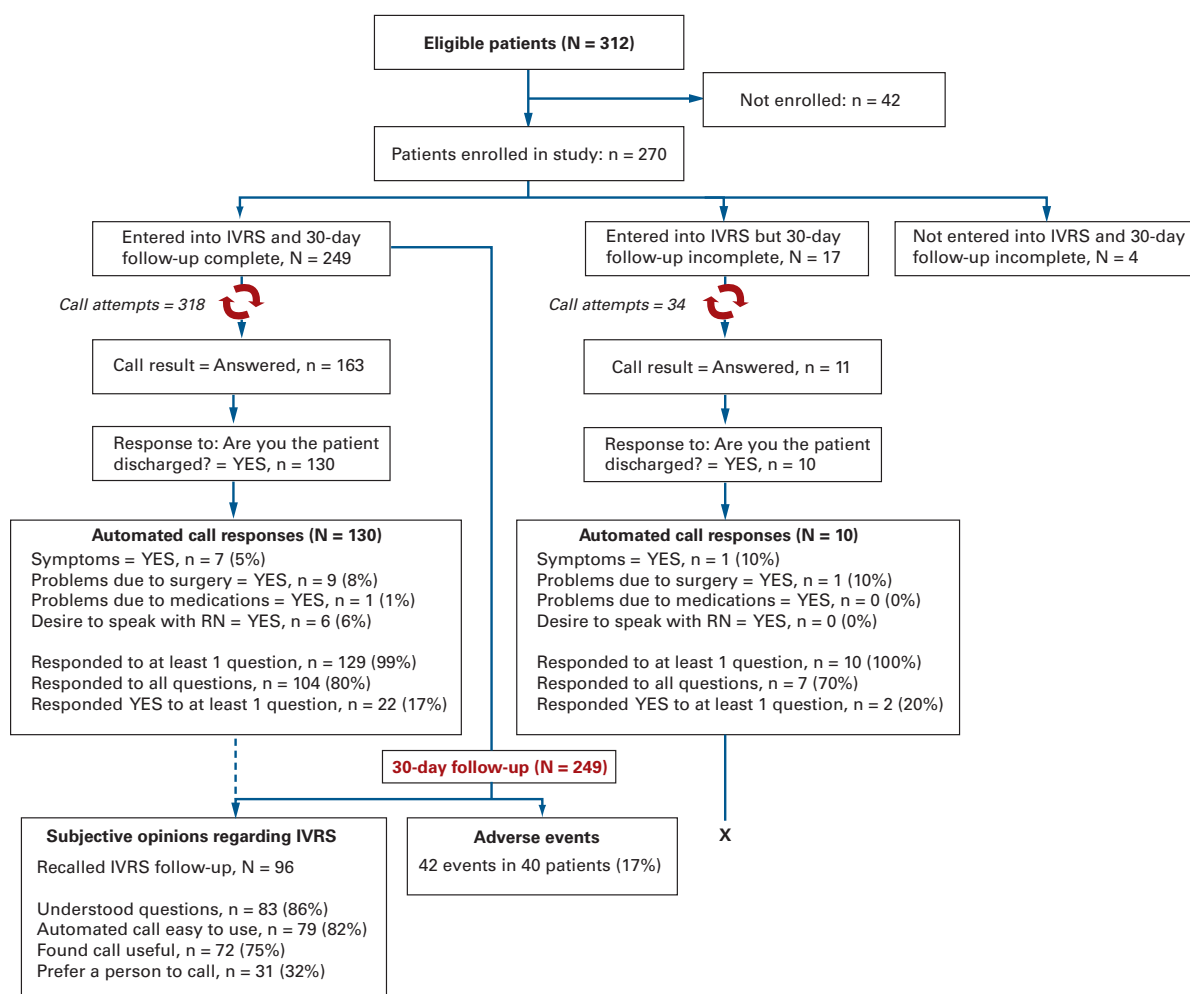 Eligible patients (N = 312)
Not enrolled: n = 42
Patients enrolled in study: n = 270
Entered into IVRS and 30-day
follow-up complete, N = 249
Entered into IVRS but 30-day
follow-up incomplete, N = 17
Not entered into IVRS and 30-day
follow-up incomplete, N = 4
Call attempts = 318
Call attempts = 34
Call result = Answered, n = 163
Call result = Answered, n = 11
Response to: Are you the patient
discharged? = YES, n = 130
Response to: Are you the patient
discharged? = YES, n = 10
Automated call responses (N = 130)
Symptoms = YES, n = 7 (5%)
Problems due to surgery = YES, n = 9 (8%)
Problems due to medications = YES, n = 1 (1%)
Desire to speak with RN = YES, n = 6 (6%)
Responded to at least 1 question, n = 129 (99%)
Responded to all questions, n = 104 (80%)
Responded YES to at least 1 question, n = 22 (17%)
Automated call responses (N = 10)
Symptoms = YES, n = 1 (10%)
Problems due to surgery = YES, n = 1 (10%)
Problems due to medications = YES, n = 0 (0%)
Desire to speak with RN = YES, n = 0 (0%)
Responded to at least 1 question, n = 10 (100%)
Responded to all questions, n = 7 (70%)
Responded YES to at least 1 question, n = 2 (20%)
30-day follow-up (N = 249)
Subjective opinions regarding IVRS
Recalled IVRS follow-up, N = 96
Understood questions, n = 83 (86%)
Automated call easy to use, n = 79 (82%)
Found call useful, n = 72 (75%)
Prefer a person to call, n = 31 (32%)
Adverse events
42 events in 40 patients (17%)
X